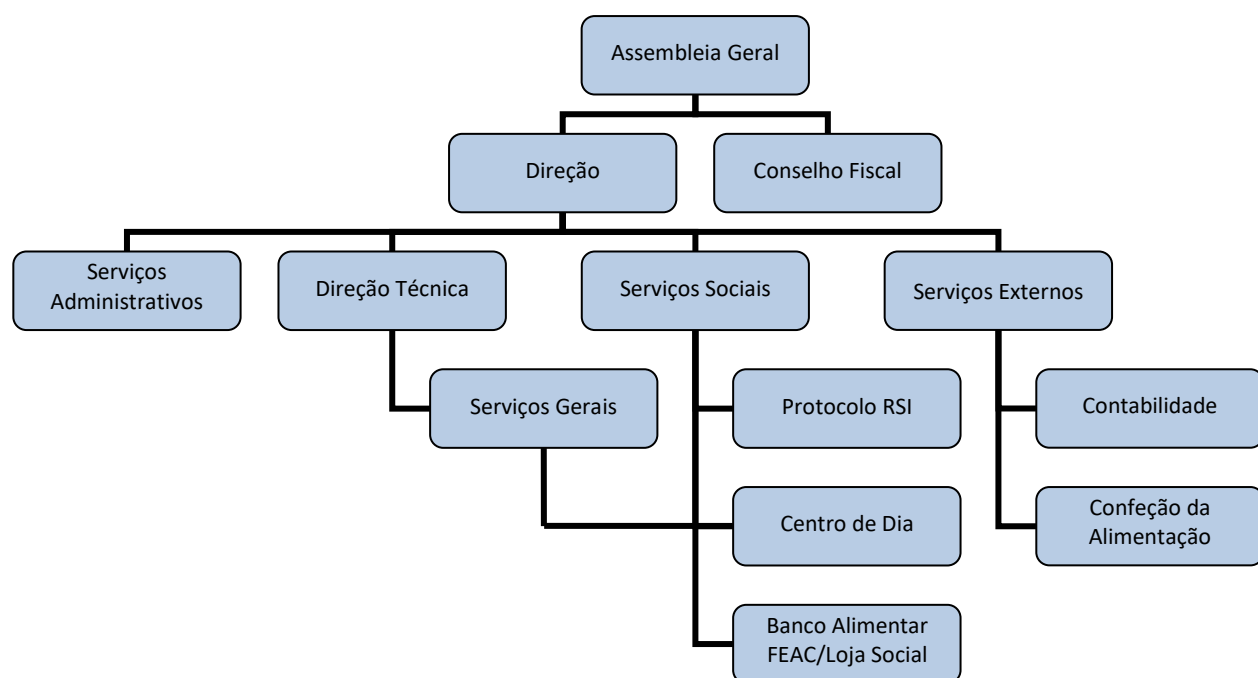 Assembleia Geral
Direção
Conselho Fiscal
Serviços
Administrativos
Direção Técnica
Serviços Sociais
Serviços Externos
Serviços Gerais
Protocolo RSI
Contabilidade
Centro de Dia
Confeção da
Alimentação
Banco Alimentar
FEAC/Loja Social